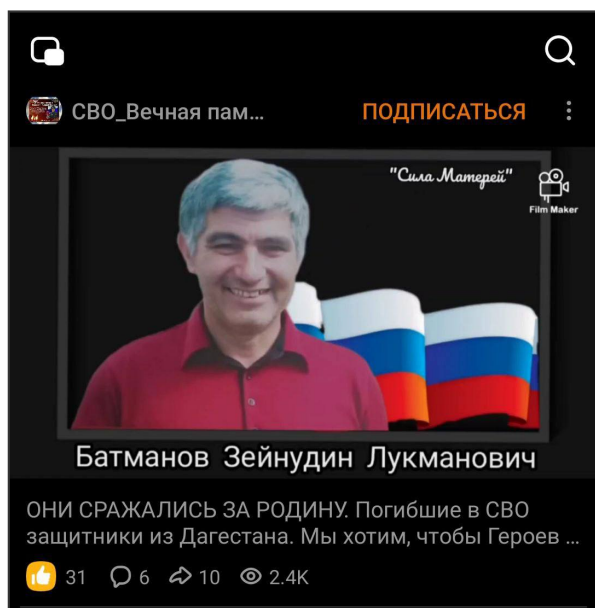 СВО_Вечная пам...
ПОДПИСАТЬСЯ
"Сила Матерей"
Film Maker
Батманов Зейнудин Лукманович
ОНИ СРАЖАЛИСЬ ЗА РОДИНУ. Погибшие в СВО
защитники из Дагестана. Мы хотим, чтобы Героев ...
31 6 10 2.4K